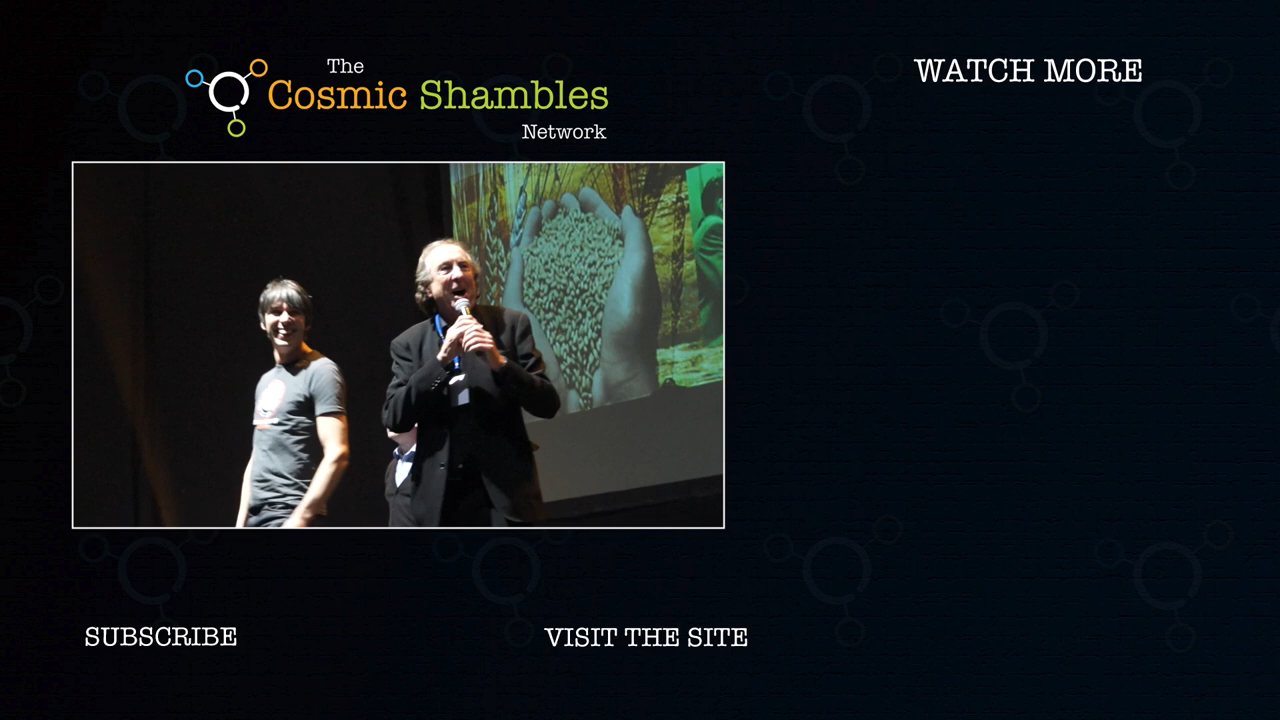 The
Cosmic Shambles
Network
WATCH MORE
SUBSCRIBE
VISIT THE SITE